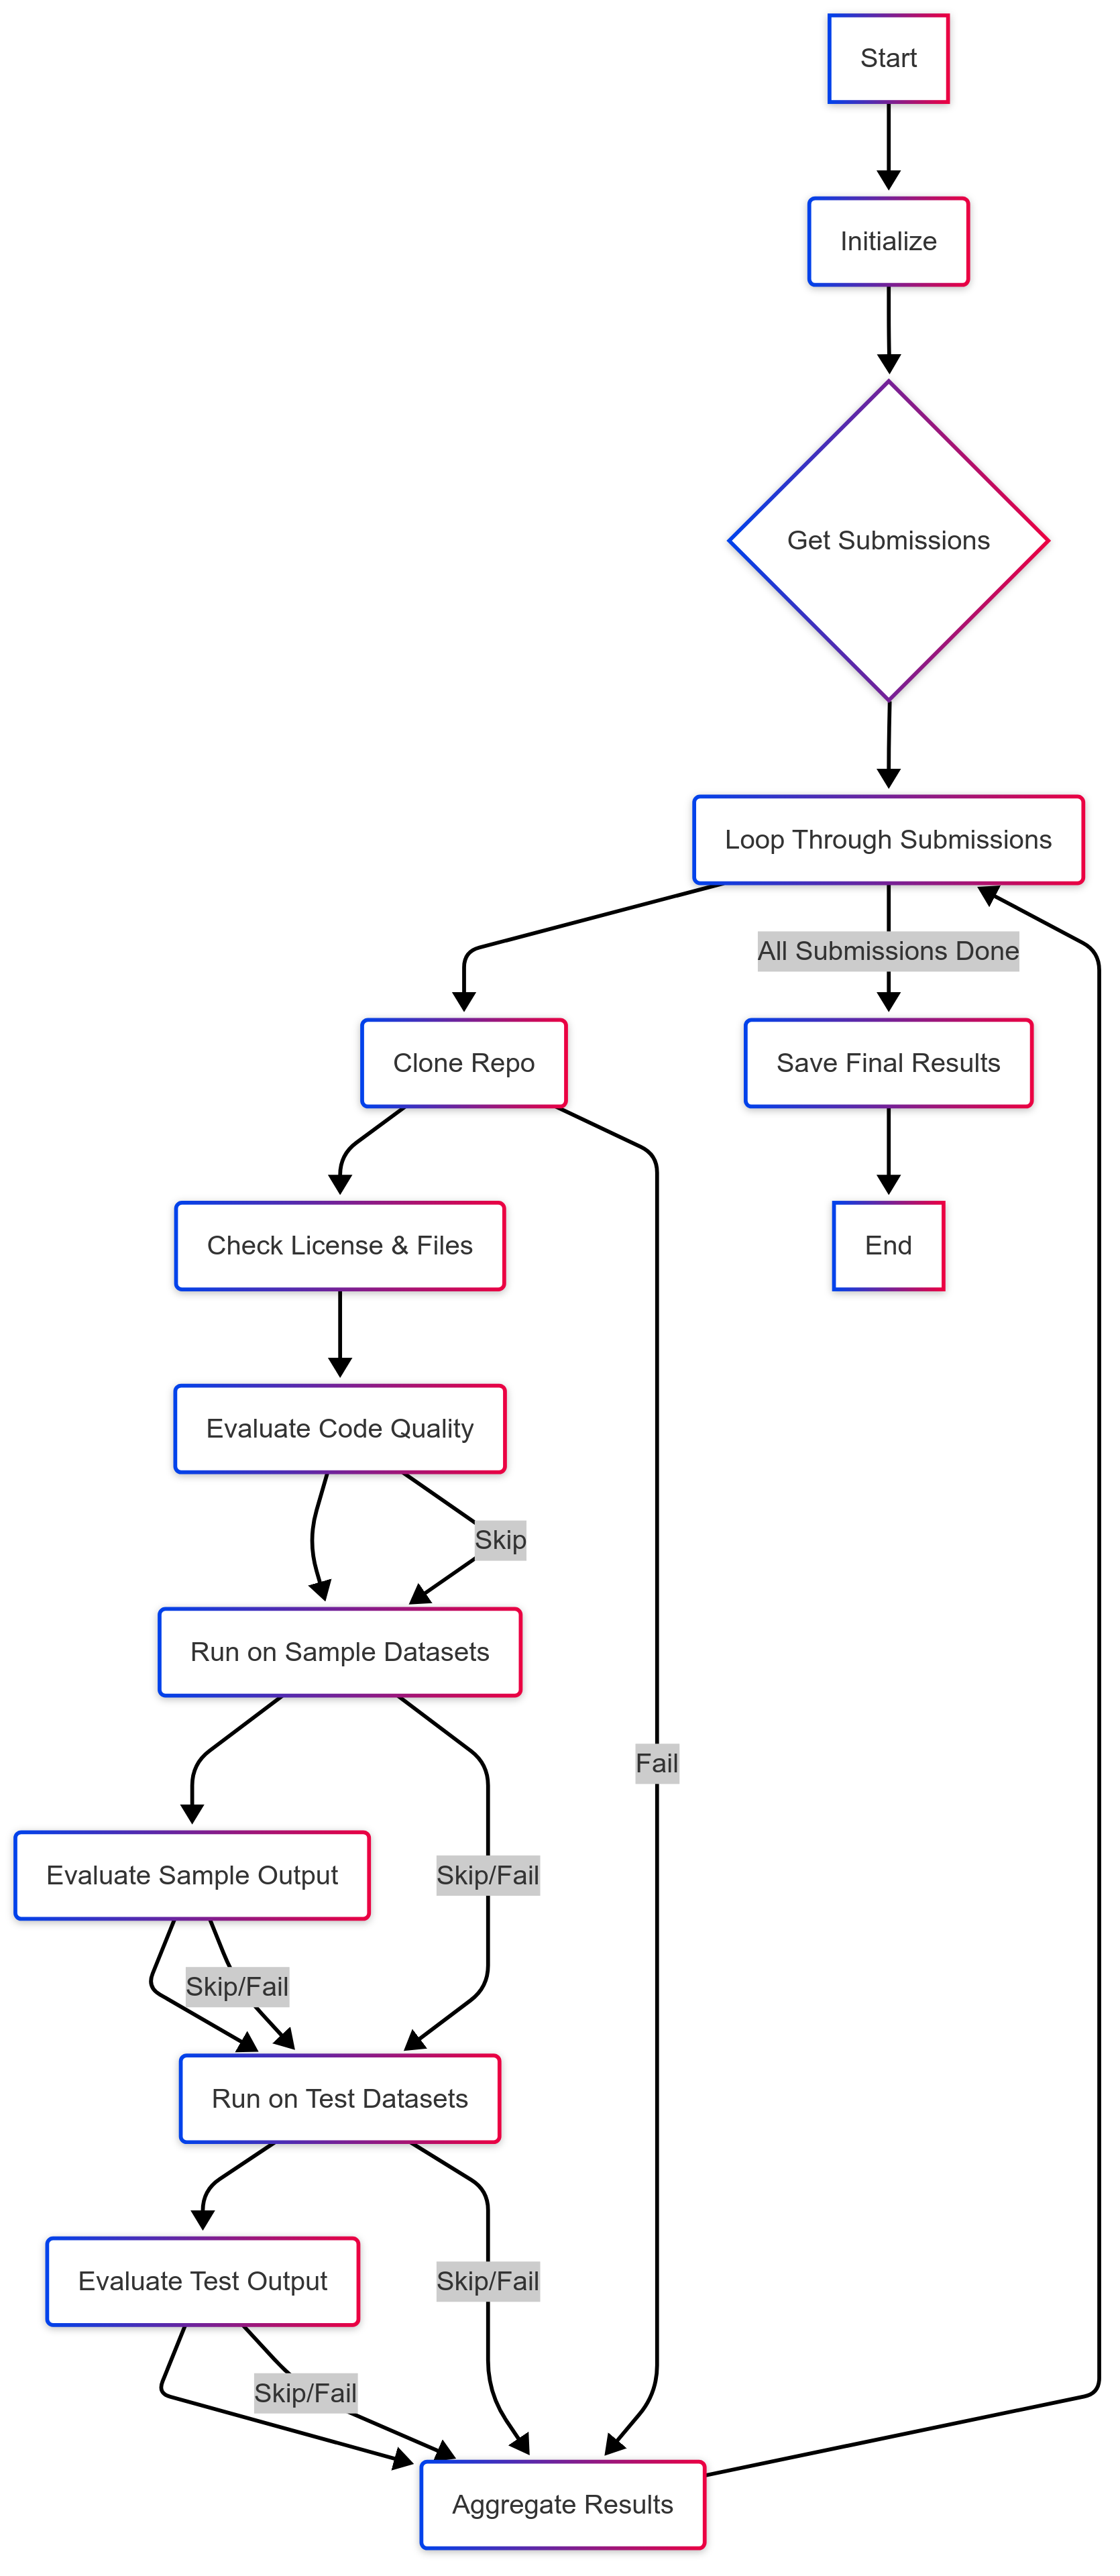 Start
Initialize
Get Submissions
Loop Through Submissions
All Submissions Done
Clone Repo
Save Final Results
Check License & Files
End
Evaluate Code Quality
Skip
Run on Sample Datasets
Fail
Evaluate Sample Output
Skip/Fail
Skip/Fail
Run on Test Datasets
Evaluate Test Output
Skip/Fail
Skip/Fail
Aggregate Results